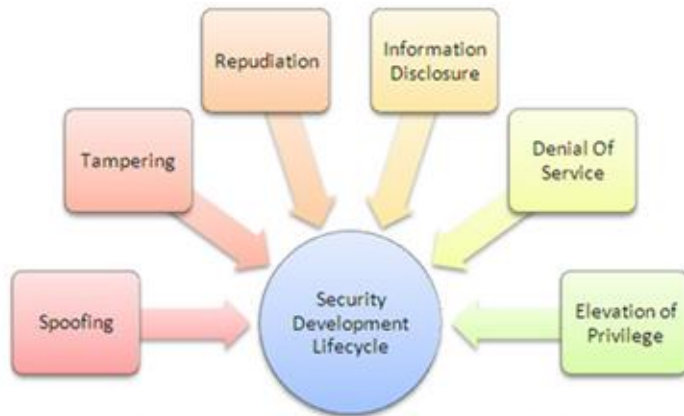 Repudiation
Information
Disclosure
Tampering
Denial Of
Service
Spoofing
Security
Development
Lifecycle
Elevation of
Privilege